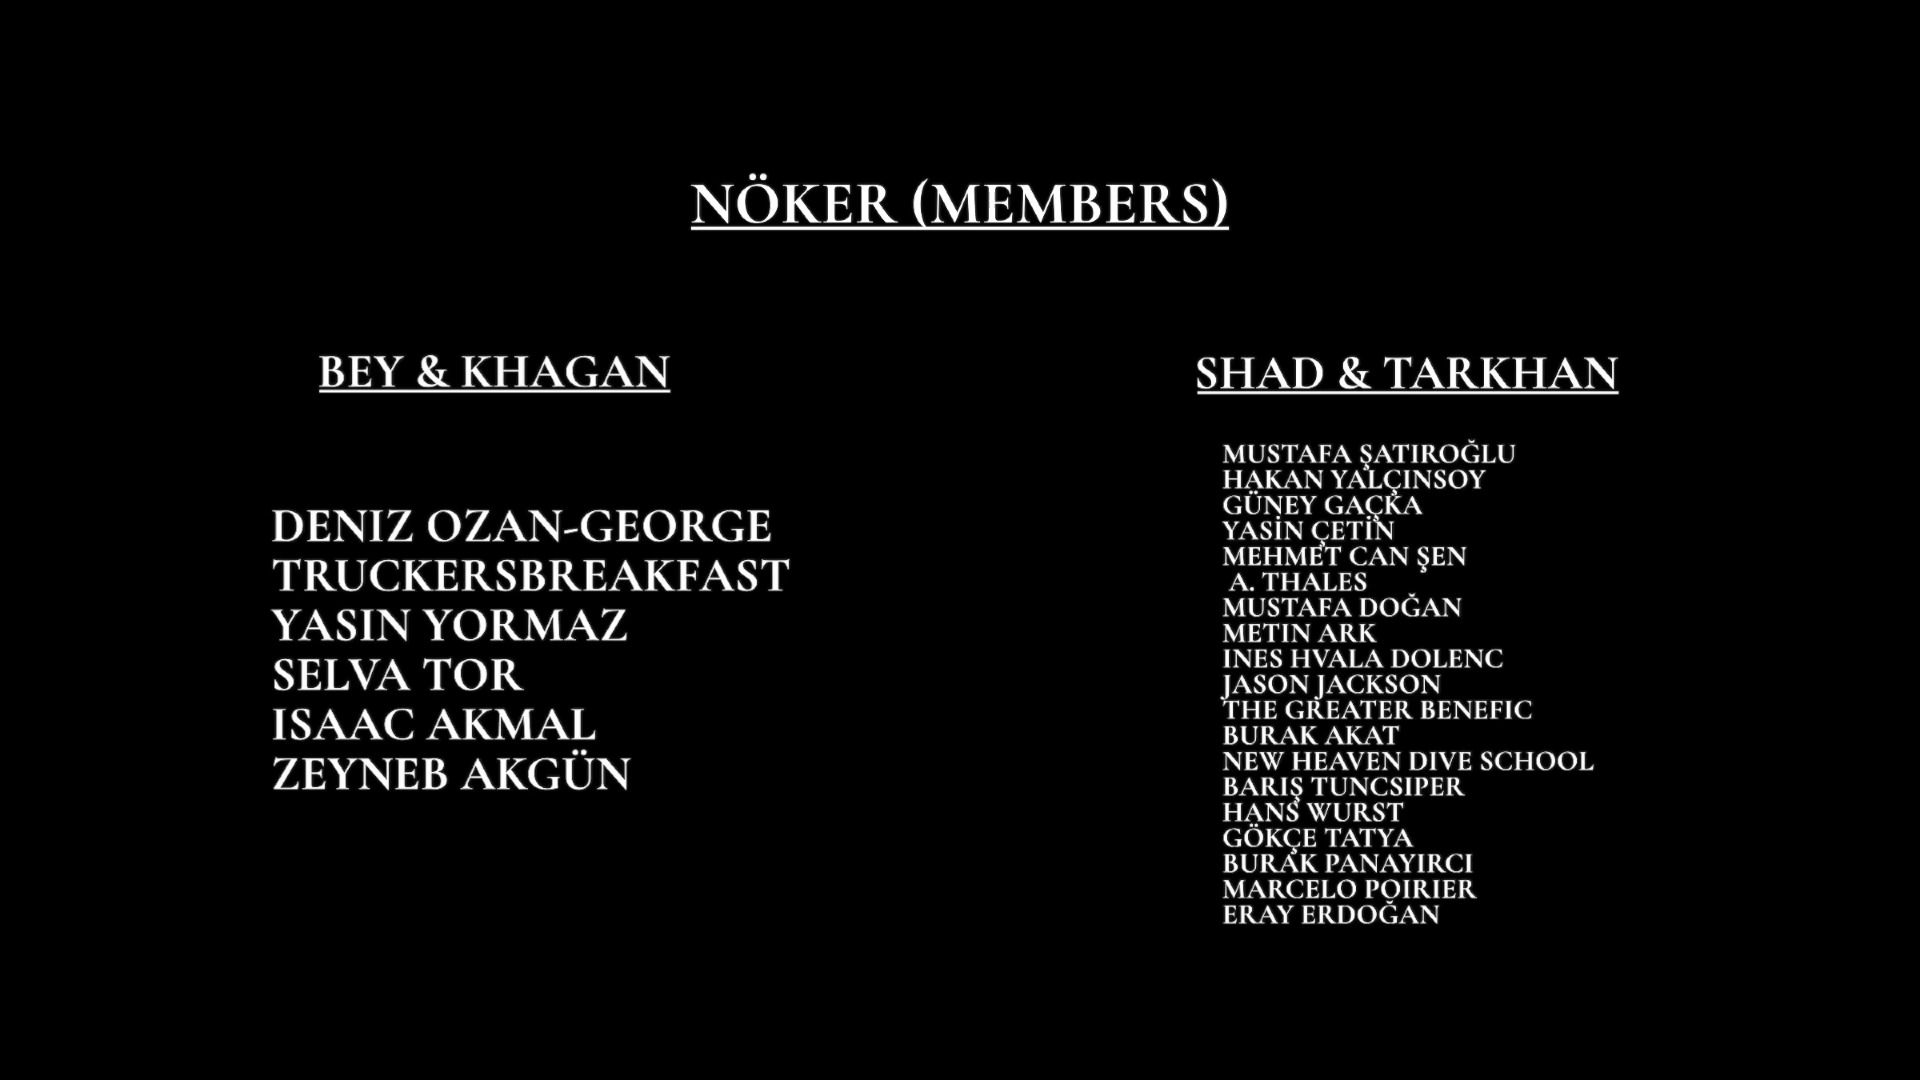 NÖKER (MEMBERS)
BEY & KHAGAN
DENIZ OZAN-GEORGE
TRUCKERSBREAKFAST
YASIN YORMAZ
SELVA TOR
ISAAC AKMAL
ZEYNEB AKGÜN
SHAD & TARKHAN
MUSTAFA ŞATIROĞLU
HAKAN YALÇINSOY
GÜNEY GAÇKA
YASİN ÇETİN
MEHMET CAN ŞEN
A. THALES
MUSTAFA DOĞAN
METIN ARK
INES HVALA DOLENC
JASON JACKSON
THE GREATER BENEFIC
BURAK AKAT
NEW HEAVEN DIVE SCHOOL
BARIŞ TUNCSIPER
HANS WURST
GÖKÇE TATYA
BURAK PANAYIRCI
MARCELO POIRIER
ERAY ERDOĞAN